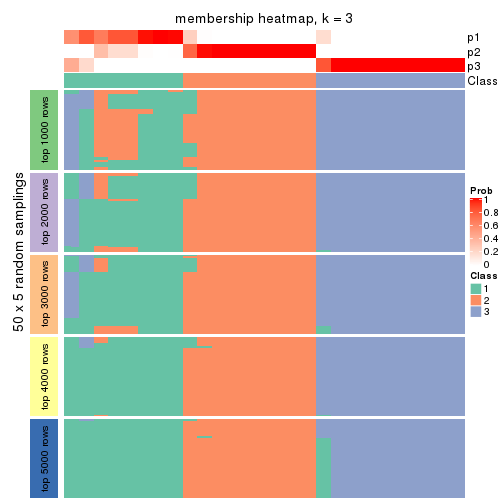 membership heatmap, k = 3
p1
p2
p3
Class
50 x 5 random samplings
top 1000 rows
top 2000 rows
top 3000 rows
top 4000 rows
top 5000 rows
Prob
1
0.8
0.6
0.4
0.2
0
Class
1
2
3